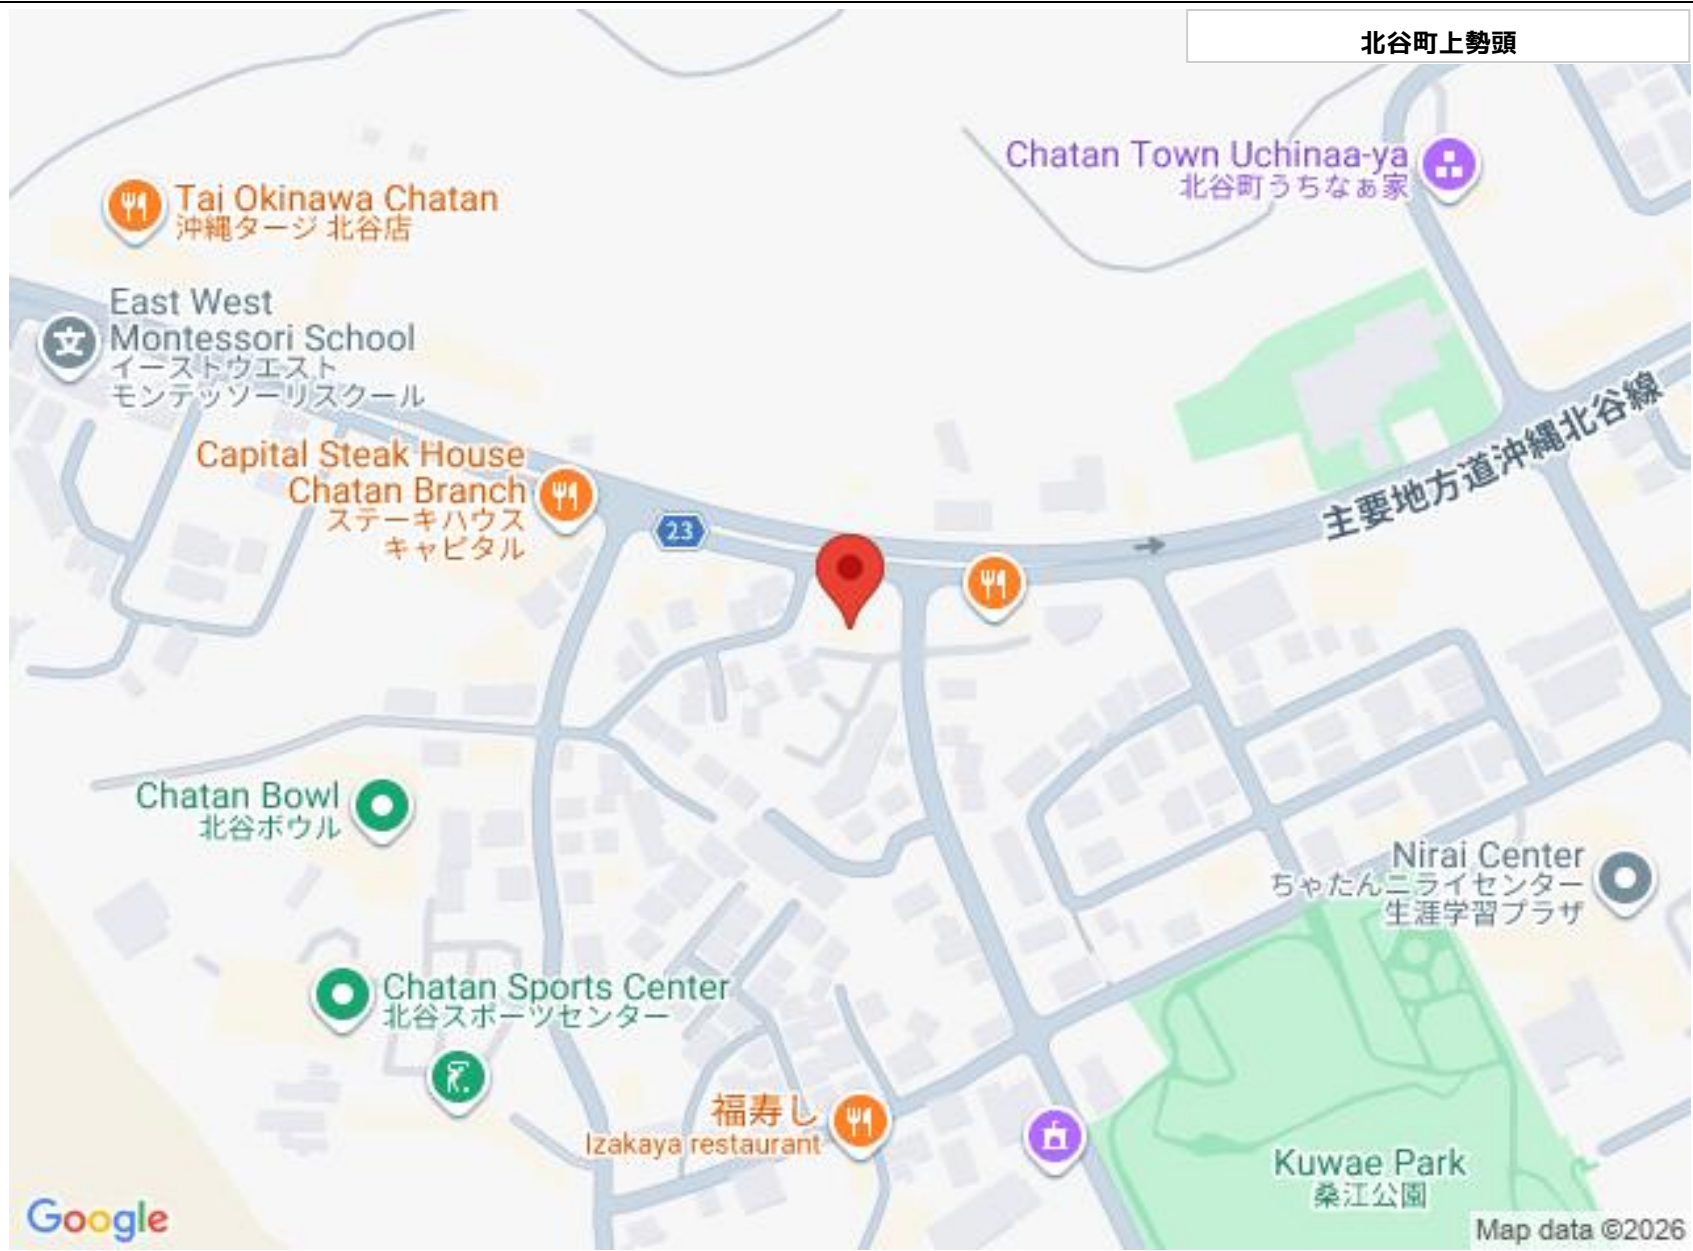 北谷町上勢頭
Chatan Town Uchinaa-ya
北谷町うちなぁ家
Tai Okinawa Chatan
沖縄タージ 北谷店
East West
Montessori School
イーストウエスト
モンテッソーリスクール
Capital Steak House
Chatan Branch
ステーキハウス
キャピタル
23
主要地方道沖縄北谷線
Chatan Bowl
北谷ボウル
Nirai Center
ちゃたんニライセンター
生涯学習プラザ
Chatan Sports Center
北谷スポーツセンター
福寿し
Izakaya restaurant
Kuwae Park
桑江公園
Google
Map data ©2026